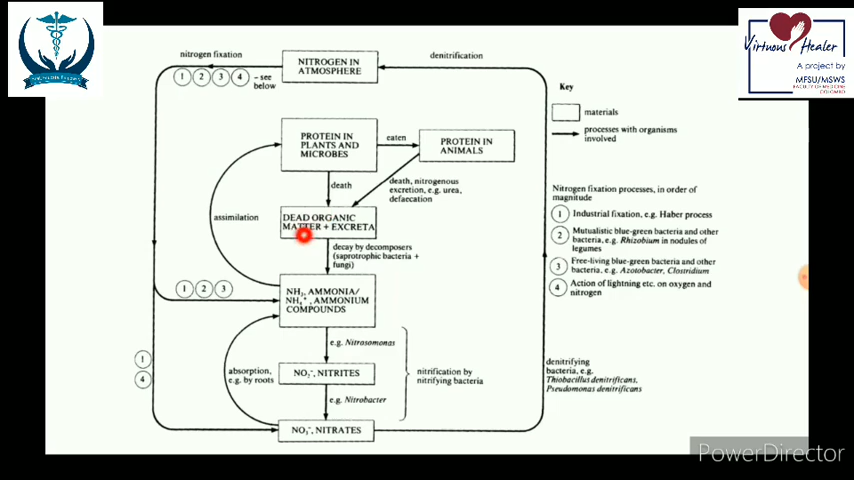 Virtuous Healer
A project by
MFSU/MSWS
FACULTY OF MEDICINE
COLOMBO
nitrogen fixation
1 2 3 4 – see
below
NITROGEN IN
ATMOSPHERE
denitrification
Key
materials
processes with organisms
involved
PROTEIN IN
PLANTS AND
MICROBES
eaten
PROTEIN IN
ANIMALS
death
death, nitrogenous
excretion, e.g. urea,
defaecation
assimilation
DEAD ORGANIC
MATTER + EXCRETA
decay by decomposers
(saprotrophic bacteria +
fungi)
Nitrogen fixation processes, in order of
magnitude
1 Industrial fixation, e.g. Haber process
2 Mutualistic blue-green bacteria and other
bacteria, e.g. Rhizobium in nodules of
legumes
3 Free-living blue-green bacteria and other
bacteria, e.g. Azotobacter, Clostridium
4 Action of lightning etc. on oxygen and
nitrogen
1 2 3
NH₃, AMMONIA/
NH₄⁺, AMMONIUM
COMPOUNDS
e.g. Nitrosomonas
1
4
absorption,
e.g. by roots
NO₂⁻, NITRITES
nitrification by
nitrifying bacteria
e.g. Nitrobacter
NO₃⁻, NITRATES
denitrifying
bacteria, e.g.
Thiobacillus denitrificans,
Pseudomonas denitrificans
PowerDirector